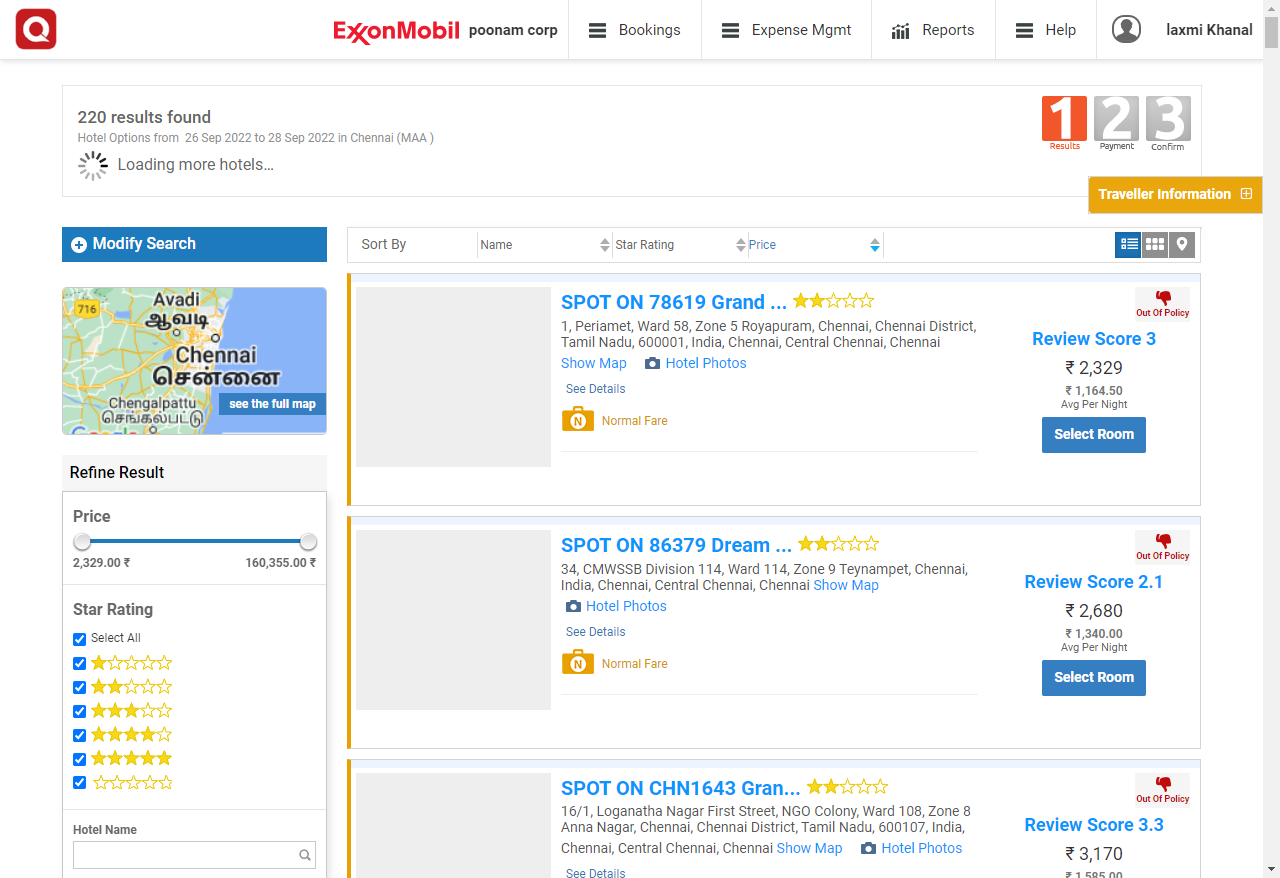 Q
ExxonMobil poonam corp Bookings Expense Mgmt Reports Help laxmi Khanal
220 results found
Hotel Options from 26 Sep 2022 to 28 Sep 2022 in Chennai (MAA )
Loading more hotels...
1 2 3
Results Payment Confirm
Traveller Information
Modify Search
Sort By Name Star Rating Price
716
Avadi
ஆவடி
Chennai
சென்னை
Chengalpattu
செங்கல்பட்டு
see the full map
Refine Result
Price
2,329.00 ₹ 160,355.00 ₹
Star Rating
Select All
Hotel Name
SPOT ON 78619 Grand ...
1, Periamet, Ward 58, Zone 5 Royapuram, Chennai, Chennai District,
Tamil Nadu, 600001, India, Chennai, Central Chennai, Chennai
Show Map Hotel Photos
See Details
N Normal Fare
Out Of Policy
Review Score 3
₹ 2,329
₹ 1,164.50
Avg Per Night
Select Room
SPOT ON 86379 Dream ...
34, CMWSSB Division 114, Ward 114, Zone 9 Teynampet, Chennai,
India, Chennai, Central Chennai, Chennai Show Map
Hotel Photos
See Details
N Normal Fare
Out Of Policy
Review Score 2.1
₹ 2,680
₹ 1,340.00
Avg Per Night
Select Room
SPOT ON CHN1643 Gran...
16/1, Loganatha Nagar First Street, NGO Colony, Ward 108, Zone 8
Anna Nagar, Chennai, Chennai District, Tamil Nadu, 600107, India,
Chennai, Central Chennai, Chennai Show Map Hotel Photos
See Details
Out Of Policy
Review Score 3.3
₹ 3,170
₹ 1,585.00